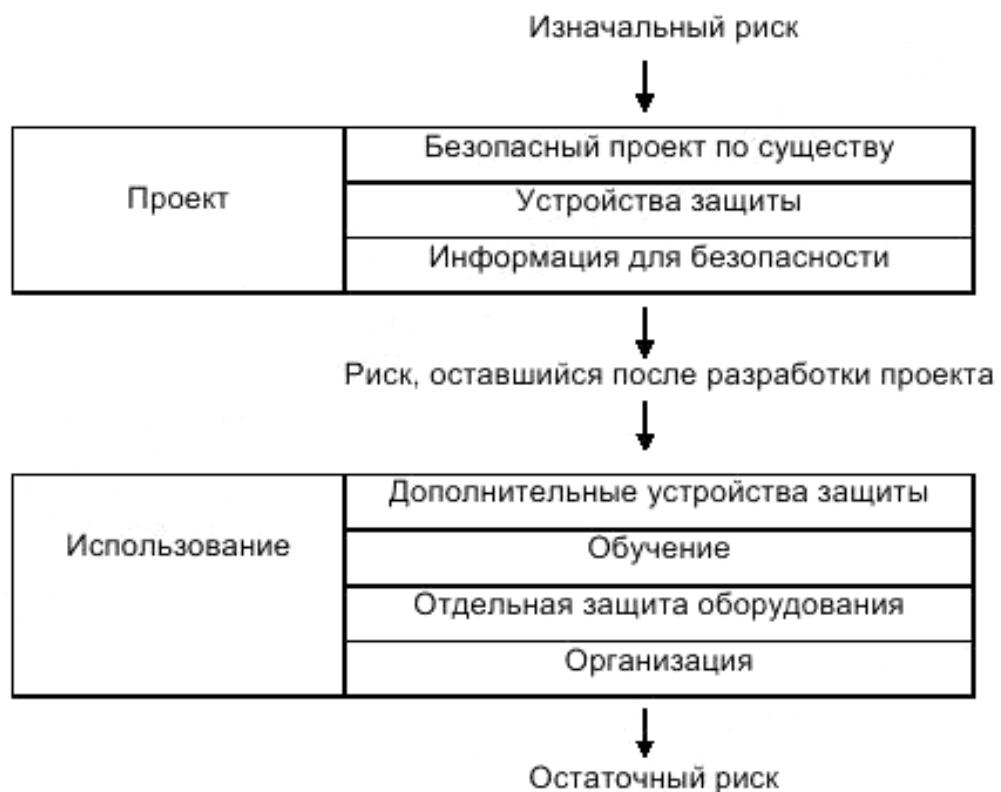 Изначальный риск
Безопасный проект по существу
Проект
Устройства защиты
Информация для безопасности
Риск, оставшийся после разработки проекта
Дополнительные устройства защиты
Использование
Обучение
Отдельная защита оборудования
Организация
Остаточный риск